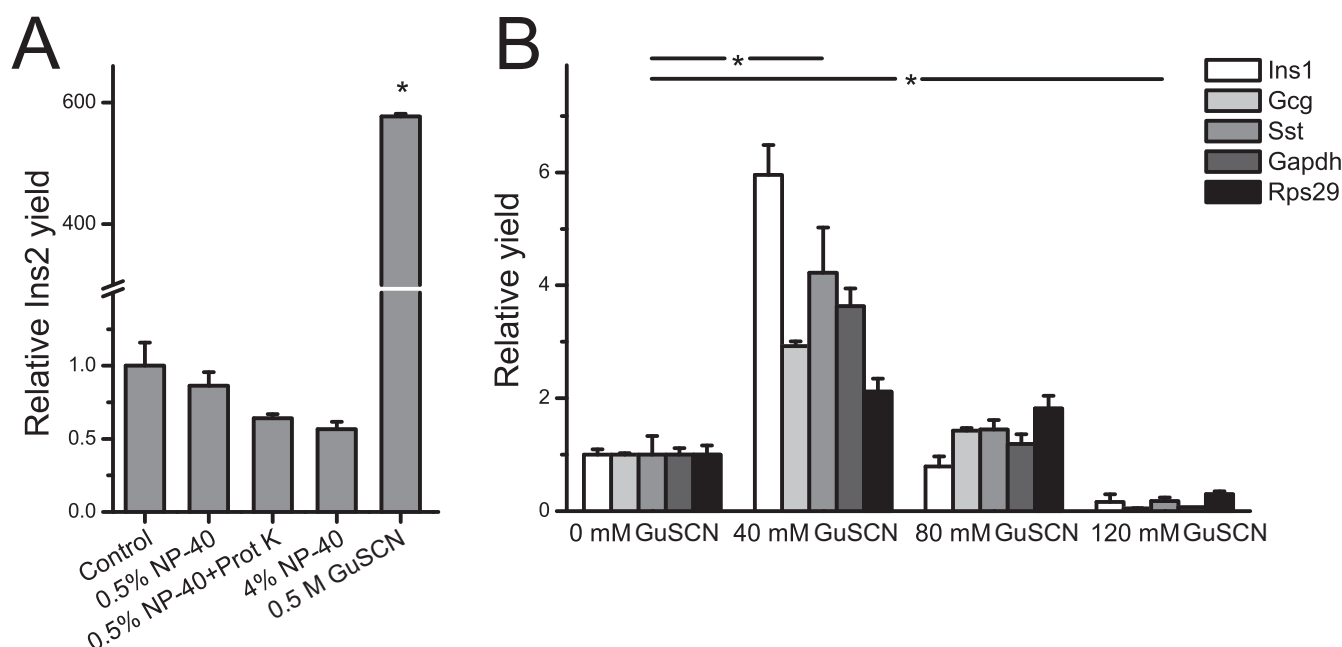 A
Relative Ins2 yield
600
400
1.0
0.5
0.0
*
Control
0.5% NP-40
0.5% NP-40+Prot K
4% NP-40
0.5 M GuSCN
B
Relative yield
6
4
2
0
*
*
0 mM GuSCN
40 mM GuSCN
80 mM GuSCN
120 mM GuSCN
Ins1
Gcg
Sst
Gapdh
Rps29